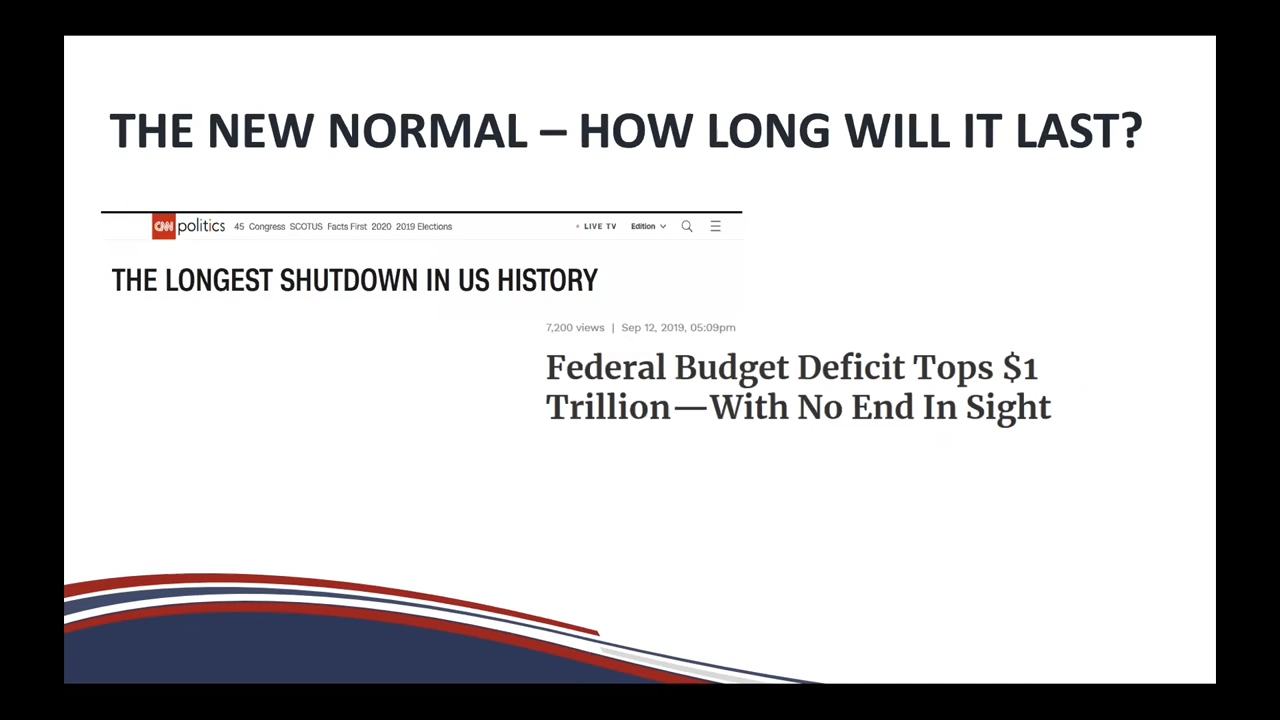 THE NEW NORMAL – HOW LONG WILL IT LAST?
CNN politics 45 Congress SCOTUS Facts First 2020 2019 Elections LIVE TV Edition
THE LONGEST SHUTDOWN IN US HISTORY
7,200 views | Sep 12, 2019, 05:09pm
Federal Budget Deficit Tops $1
Trillion—With No End In Sight